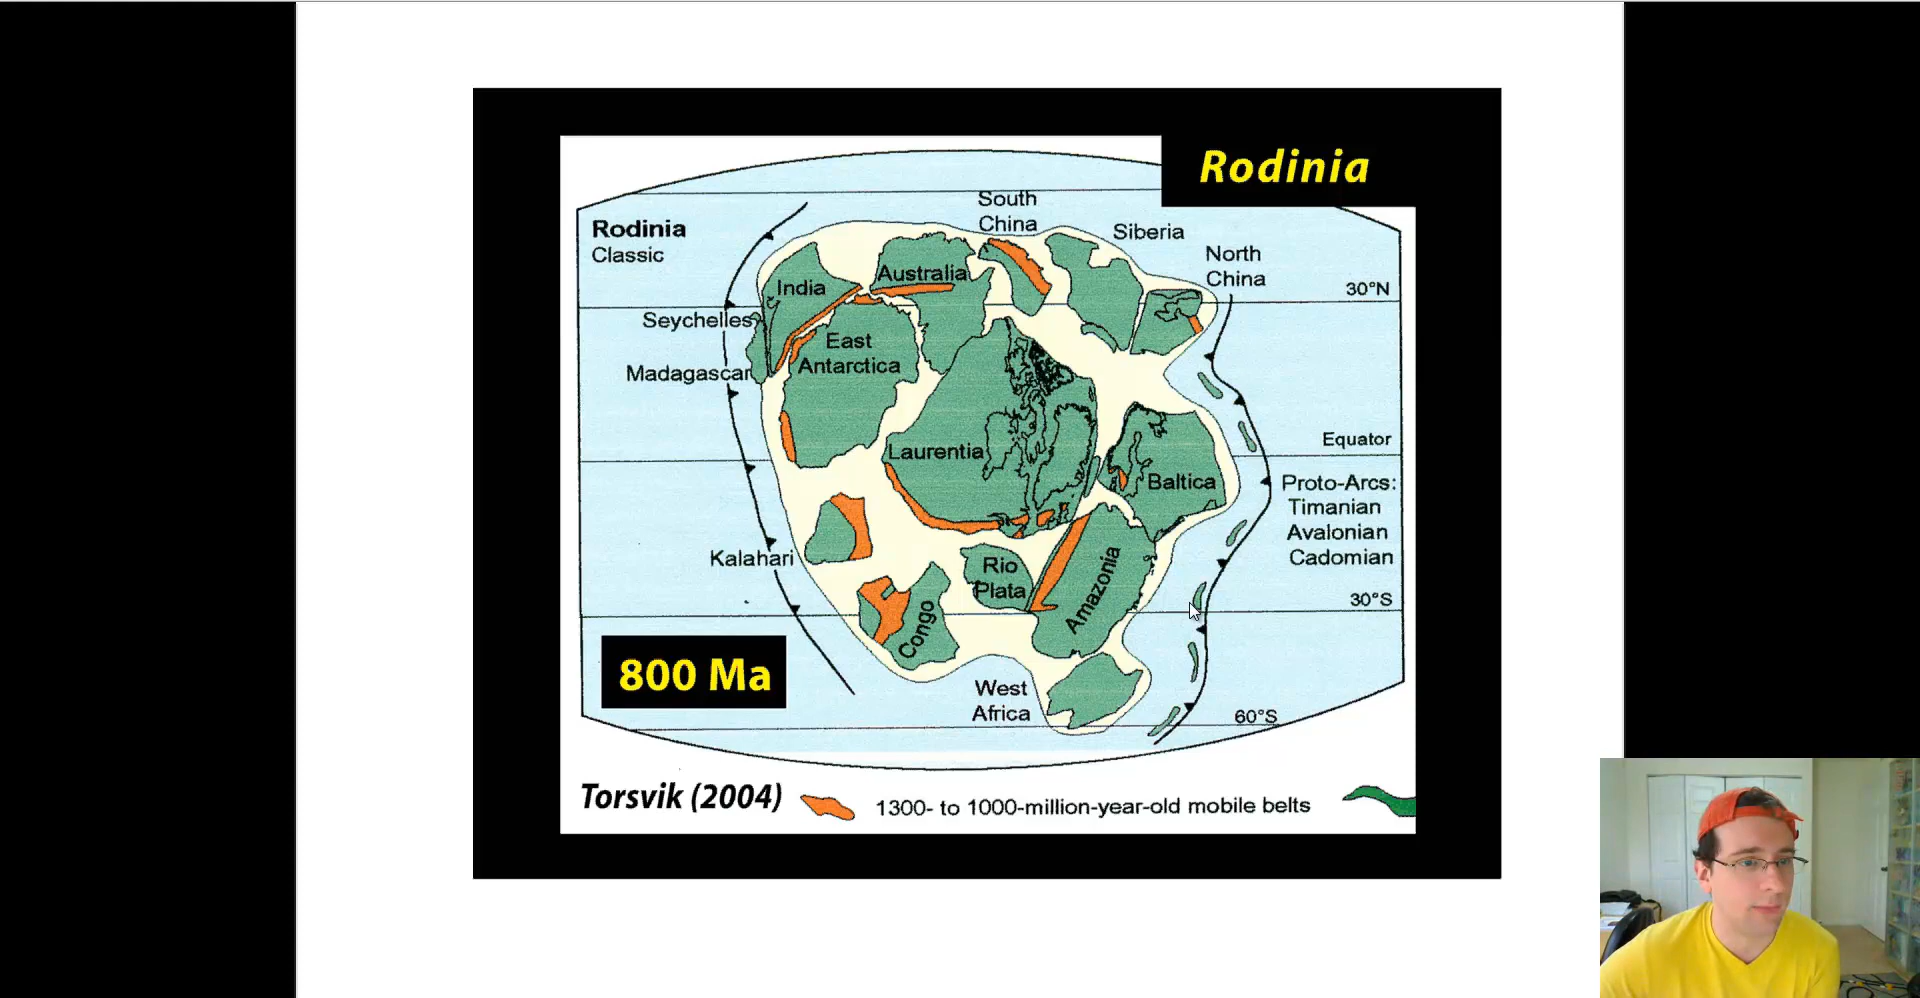 Rodinia
Rodinia
Classic
South
China
Siberia
North
China
India
Australia
30°N
Seychelles
East
Antarctica
Madagascar
Equator
Laurentia
Baltica
Proto-Arcs:
Timanian
Avalonian
Cadomian
Kalahari
Rio
Plata
Amazonia
Congo
30°S
800 Ma
West
Africa
60°S
Torsvik (2004)
1300- to 1000-million-year-old mobile belts